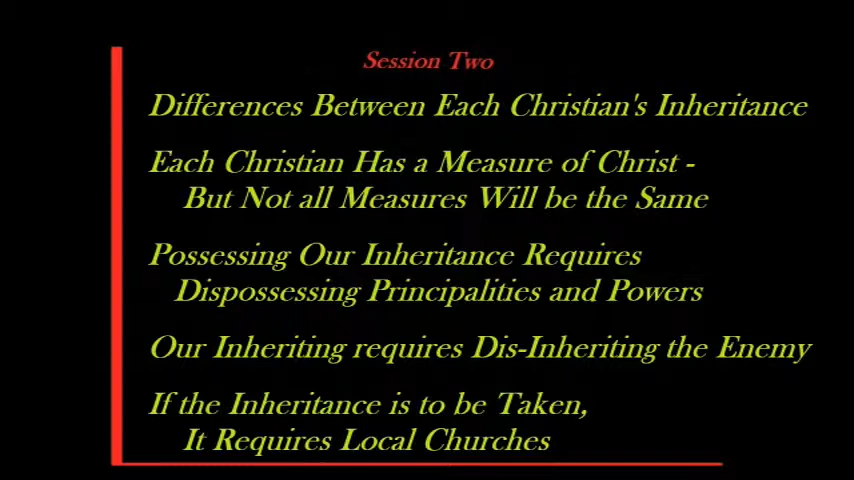 Session Two
Differences Between Each Christian's Inheritance
Each Christian Has a Measure of Christ -
But Not all Measures Will be the Same
Possessing Our Inheritance Requires
Dispossessing Principalities and Powers
Our Inheriting requires Dis-Inheriting the Enemy
If the Inheritance is to be Taken,
It Requires Local Churches